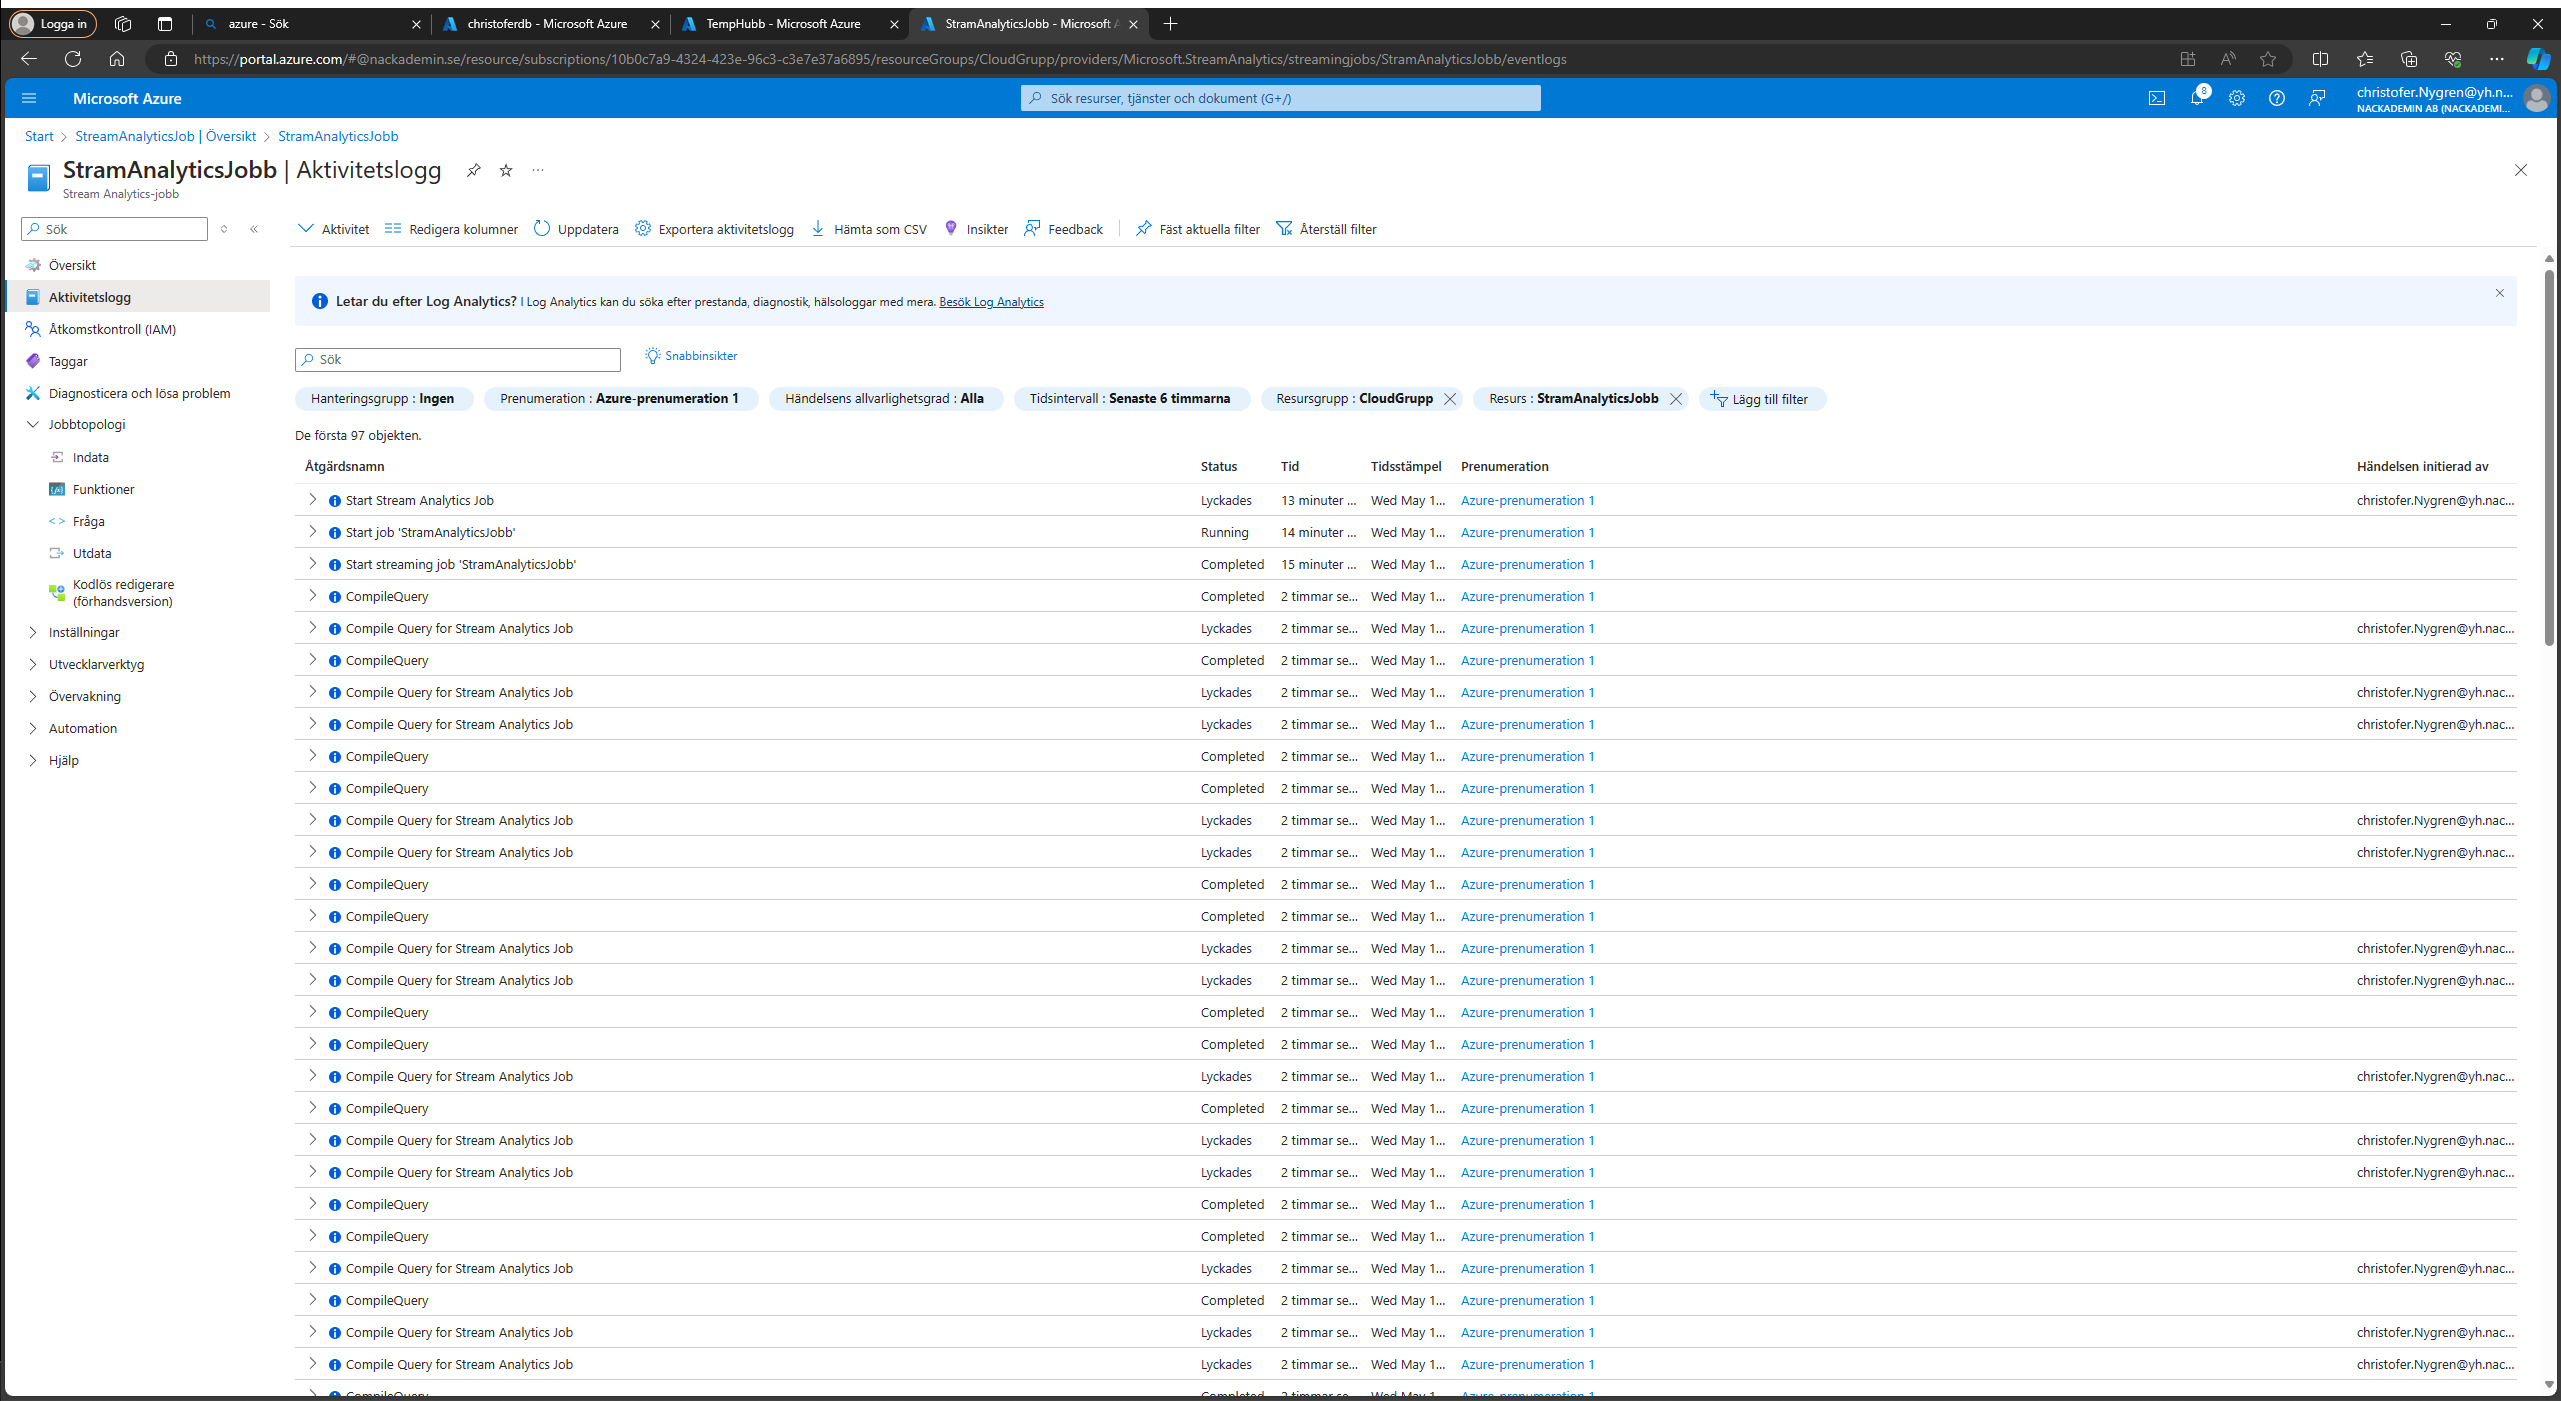 Logga in
azure - Sök
christoferdb - Microsoft Azure
TempHubb - Microsoft Azure
StramAnalyticsJobb - Microsoft A
https://portal.azure.com/#@nackademin.se/resource/subscriptions/10b0c7a9-4324-423e-96c3-c3e7e37a6895/resourceGroups/CloudGrupp/providers/Microsoft.StreamAnalytics/streamingjobs/StramAnalyticsJobb/eventlogs
Microsoft Azure
Sök resurser, tjänster och dokument (G+/)
8
christofer.Nygren@yh.n...
NACKADEMIN AB (NACKADEMI...
Start > StreamAnalyticsJob | Översikt > StramAnalyticsJobb
StramAnalyticsJobb | Aktivitetslogg
Stream Analytics-jobb
Sök
Översikt
Aktivitetslogg
Åtkomstkontroll (IAM)
Taggar
Diagnosticera och lösa problem
Jobbtopologi
Indata
Funktioner
Fråga
Utdata
Kodlös redigerare
(förhandsversion)
Inställningar
Utvecklarverktyg
Övervakning
Automation
Hjälp
Aktivitet Redigera kolumner Uppdatera Exportera aktivitetslogg Hämta som CSV Insikter Feedback Fäst aktuella filter Återställ filter
Letar du efter Log Analytics? I Log Analytics kan du söka efter prestanda, diagnostik, hälsologgar med mera. Besök Log Analytics
Sök
Snabbinsikter
Hanteringsgrupp : Ingen Prenumeration : Azure-prenumeration 1 Händelsens allvarlighetsgrad : Alla Tidsintervall : Senaste 6 timmarna Resursgrupp : CloudGrupp Resurs : StramAnalyticsJobb Lägg till filter
De första 97 objekten.
Åtgärdsnamn Status Tid Tidsstämpel Prenumeration Händelsen initierad av
Start Stream Analytics Job Lyckades 13 minuter ... Wed May 1... Azure-prenumeration 1 christofer.Nygren@yh.nac...
Start job 'StramAnalyticsJobb' Running 14 minuter ... Wed May 1... Azure-prenumeration 1
Start streaming job 'StramAnalyticsJobb' Completed 15 minuter ... Wed May 1... Azure-prenumeration 1
CompileQuery Completed 2 timmar se... Wed May 1... Azure-prenumeration 1
Compile Query for Stream Analytics Job Lyckades 2 timmar se... Wed May 1... Azure-prenumeration 1 christofer.Nygren@yh.nac...
CompileQuery Completed 2 timmar se... Wed May 1... Azure-prenumeration 1
Compile Query for Stream Analytics Job Lyckades 2 timmar se... Wed May 1... Azure-prenumeration 1 christofer.Nygren@yh.nac...
Compile Query for Stream Analytics Job Lyckades 2 timmar se... Wed May 1... Azure-prenumeration 1 christofer.Nygren@yh.nac...
CompileQuery Completed 2 timmar se... Wed May 1... Azure-prenumeration 1
CompileQuery Completed 2 timmar se... Wed May 1... Azure-prenumeration 1
Compile Query for Stream Analytics Job Lyckades 2 timmar se... Wed May 1... Azure-prenumeration 1 christofer.Nygren@yh.nac...
Compile Query for Stream Analytics Job Lyckades 2 timmar se... Wed May 1... Azure-prenumeration 1 christofer.Nygren@yh.nac...
CompileQuery Completed 2 timmar se... Wed May 1... Azure-prenumeration 1
CompileQuery Completed 2 timmar se... Wed May 1... Azure-prenumeration 1
Compile Query for Stream Analytics Job Lyckades 2 timmar se... Wed May 1... Azure-prenumeration 1 christofer.Nygren@yh.nac...
Compile Query for Stream Analytics Job Lyckades 2 timmar se... Wed May 1... Azure-prenumeration 1 christofer.Nygren@yh.nac...
CompileQuery Completed 2 timmar se... Wed May 1... Azure-prenumeration 1
CompileQuery Completed 2 timmar se... Wed May 1... Azure-prenumeration 1
Compile Query for Stream Analytics Job Lyckades 2 timmar se... Wed May 1... Azure-prenumeration 1 christofer.Nygren@yh.nac...
CompileQuery Completed 2 timmar se... Wed May 1... Azure-prenumeration 1
Compile Query for Stream Analytics Job Lyckades 2 timmar se... Wed May 1... Azure-prenumeration 1 christofer.Nygren@yh.nac...
Compile Query for Stream Analytics Job Lyckades 2 timmar se... Wed May 1... Azure-prenumeration 1 christofer.Nygren@yh.nac...
CompileQuery Completed 2 timmar se... Wed May 1... Azure-prenumeration 1
CompileQuery Completed 2 timmar se... Wed May 1... Azure-prenumeration 1
Compile Query for Stream Analytics Job Lyckades 2 timmar se... Wed May 1... Azure-prenumeration 1 christofer.Nygren@yh.nac...
CompileQuery Completed 2 timmar se... Wed May 1... Azure-prenumeration 1
Compile Query for Stream Analytics Job Lyckades 2 timmar se... Wed May 1... Azure-prenumeration 1 christofer.Nygren@yh.nac...
Compile Query for Stream Analytics Job Lyckades 2 timmar se... Wed May 1... Azure-prenumeration 1 christofer.Nygren@yh.nac...
CompileQuery Completed 2 timmar se... Wed May 1... Azure-prenumeration 1